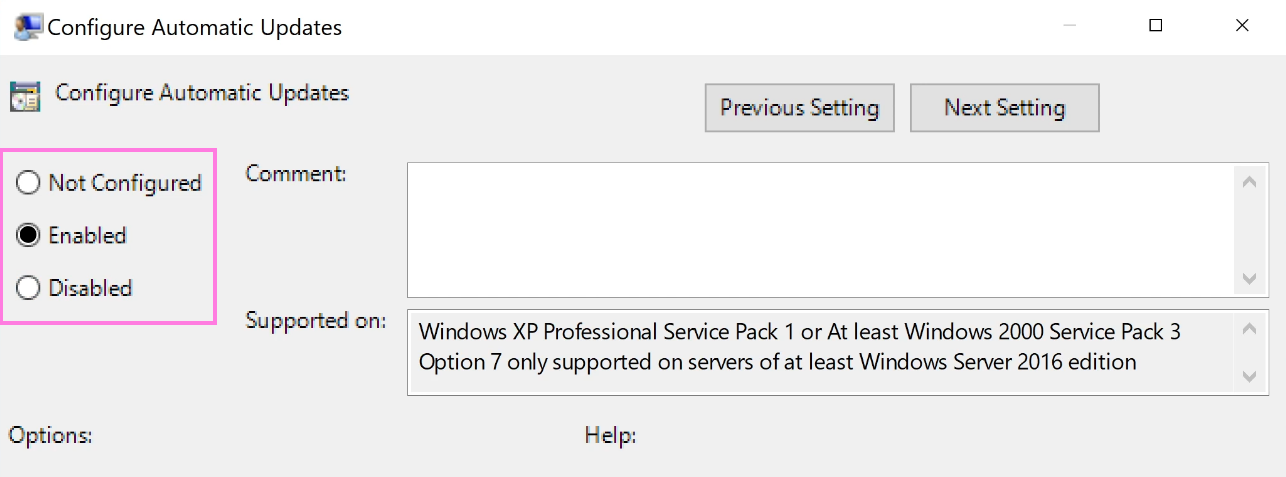 Configure Automatic Updates
Configure Automatic Updates
Previous Setting
Next Setting
Not Configured
Enabled
Disabled
Comment:
Supported on:
Windows XP Professional Service Pack 1 or At least Windows 2000 Service Pack 3
Option 7 only supported on servers of at least Windows Server 2016 edition
Options:
Help: